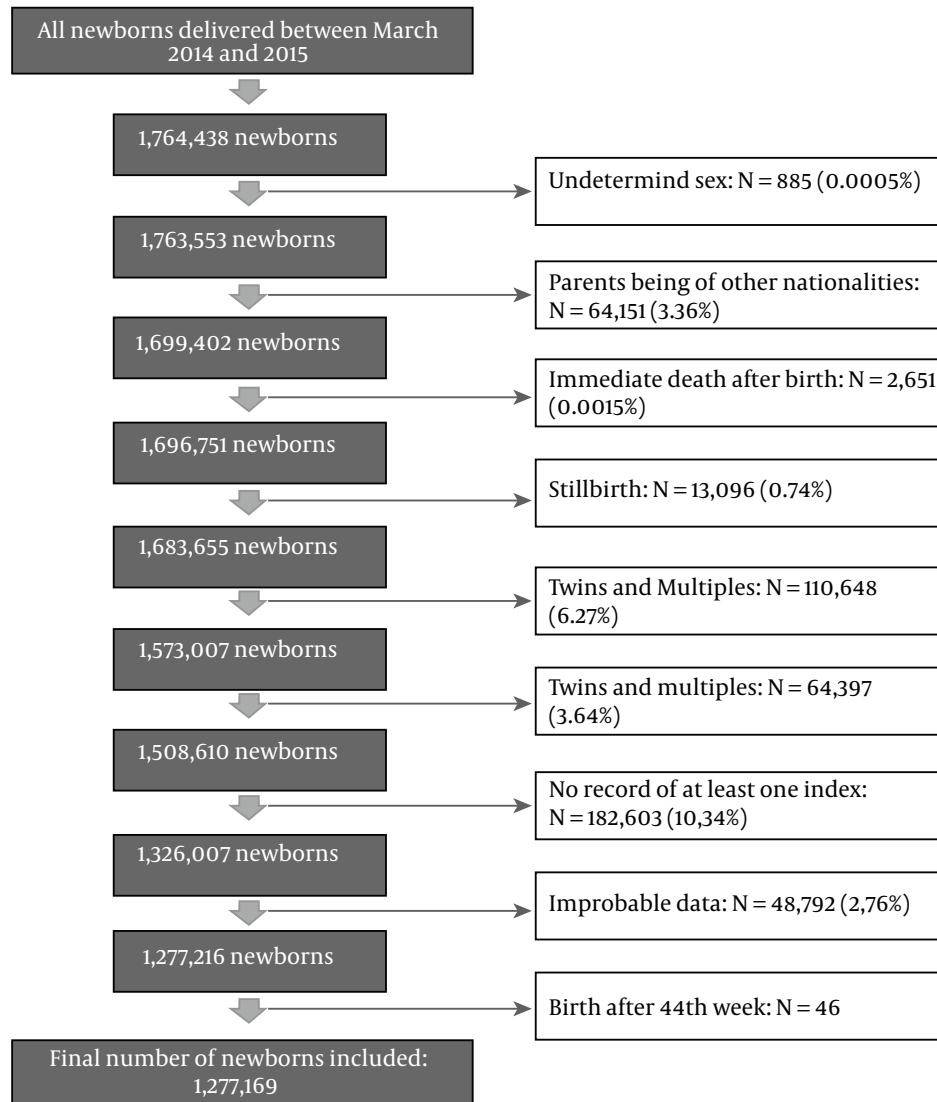 All newborns delivered between March
2014 and 2015
1,764,438 newborns
Undetermind sex: N = 885 (0.0005%)
1,763,553 newborns
Parents being of other nationalities:
N = 64,151 (3.36%)
1,699,402 newborns
Immediate death after birth: N = 2,651
(0.0015%)
1,696,751 newborns
Stillbirth: N = 13,096 (0.74%)
1,683,655 newborns
Twins and Multiples: N = 110,648
(6.27%)
1,573,007 newborns
Twins and multiples: N = 64,397
(3.64%)
1,508,610 newborns
No record of at least one index:
N = 182,603 (10,34%)
1,326,007 newborns
Improbable data: N = 48,792 (2,76%)
1,277,216 newborns
Birth after 44th week: N = 46
Final number of newborns included:
1,277,169